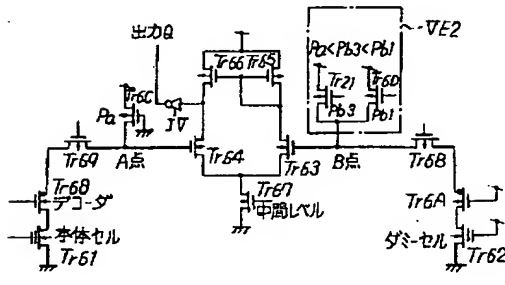 出力Q
∇E2
Pa<Pb3<Pb1
Tr66
Tr65
Tr6C
Tr21
Tr6D
Pa
IV
Pb3
Pb1
Tr69
A点
Tr64
Tr63
B点
Tr6B
Tr68
デコーダ
Tr67
中間レベル
Tr6A
本体セル
ダミーセル
Tr61
Tr62